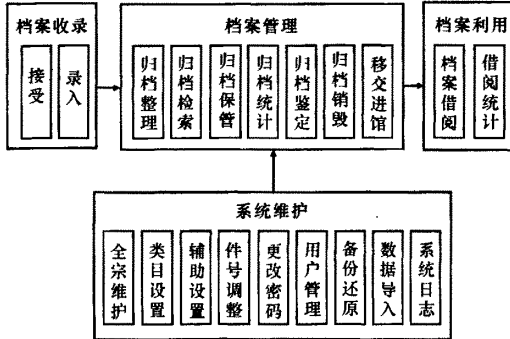 档案收录
接受
录入
档案管理
归档整理
归档检索
归档保管
归档统计
归档鉴定
归档销毁
移交进馆
档案利用
档案借阅
借阅统计
系统维护
全宗维护
类目设置
辅助设置
件号调整
更改密码
用户管理
备份还原
数据导入
系统日志